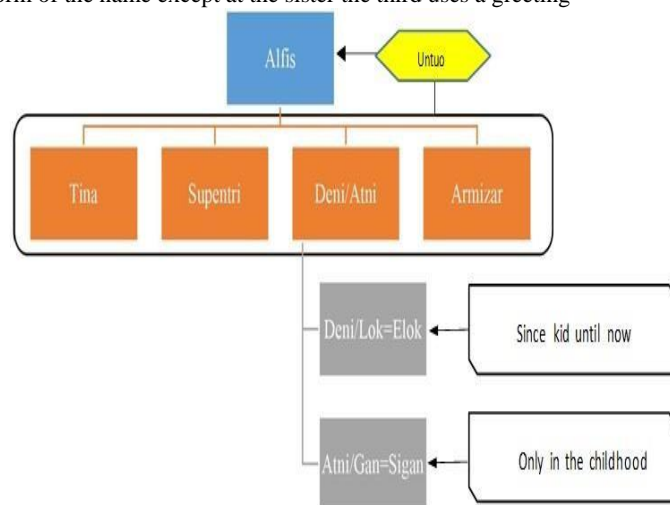 orm of the name except at the sister the third uses a greeting
Alfis
Untuo
Tina
Supentri
Deni/Atni
Armizar
Deni/Lok=Elok
Since kid until now
Atni/Gan=Sigan
Only in the childhood